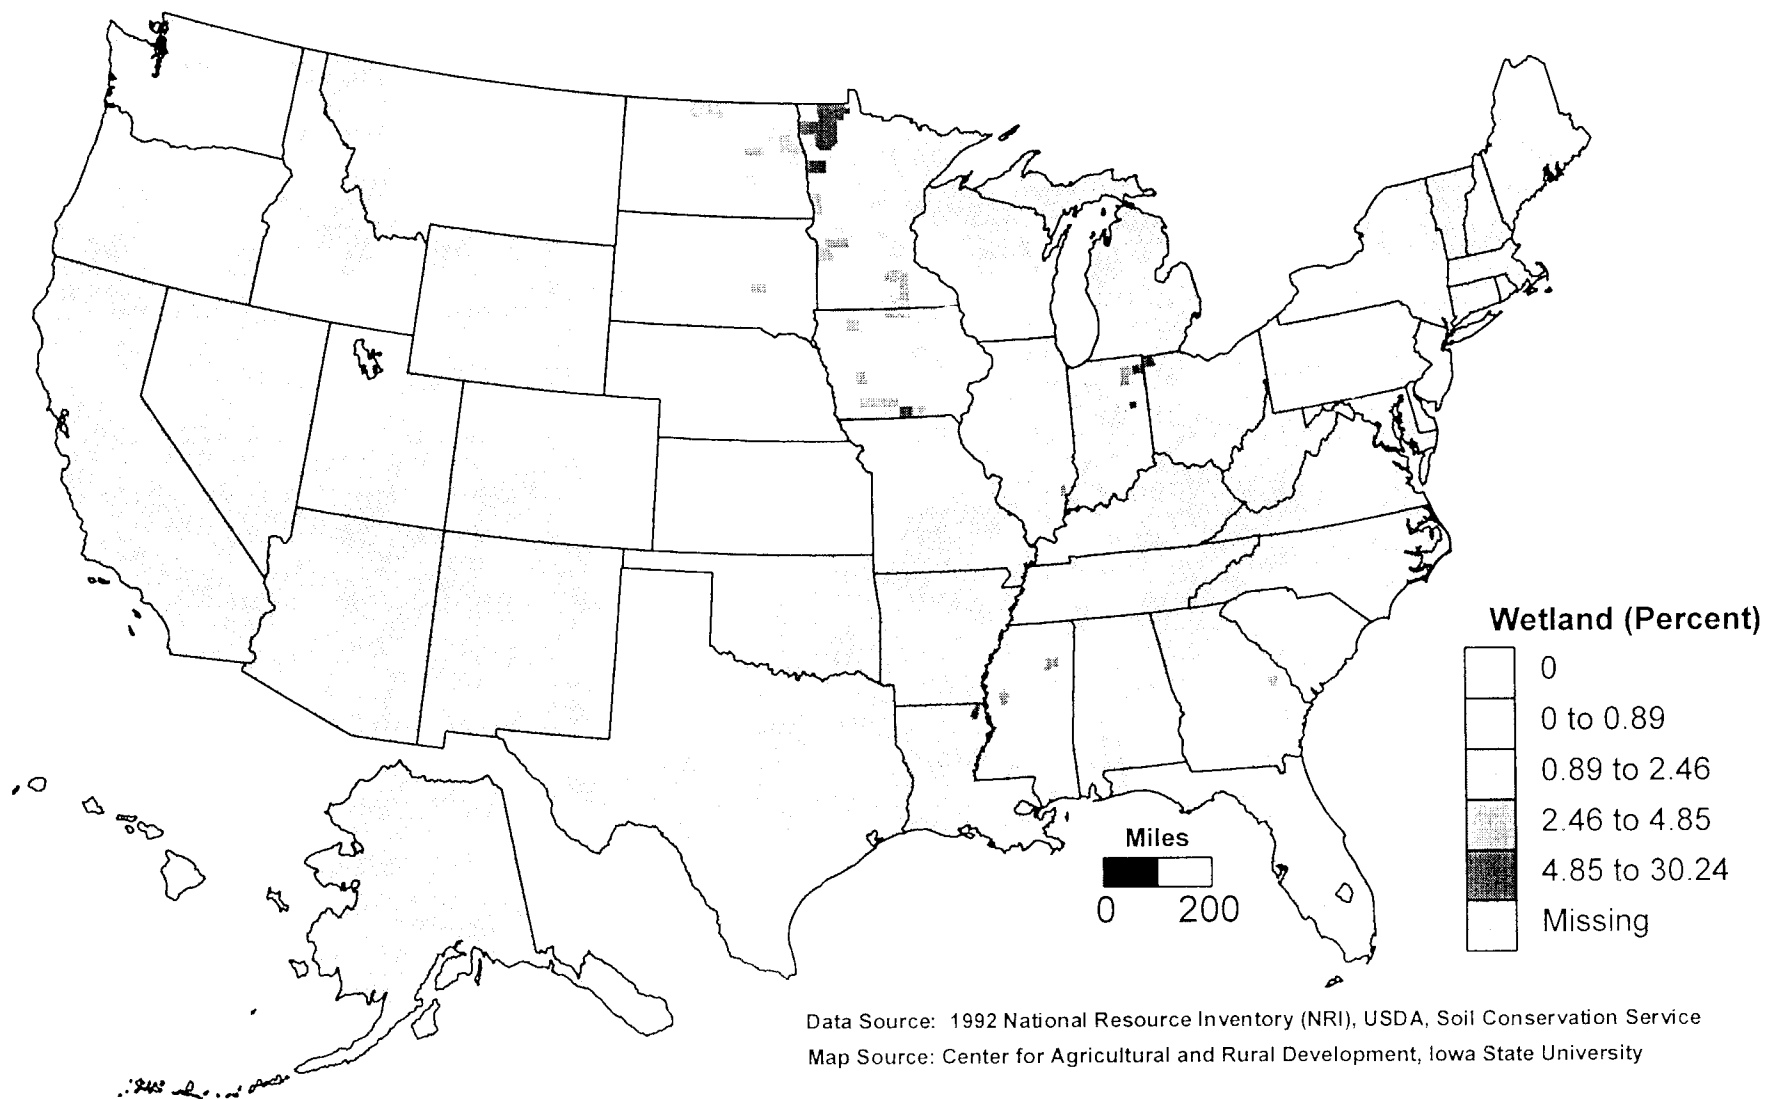 Wetland (Percent)
0
0 to 0.89
0.89 to 2.46
2.46 to 4.85
4.85 to 30.24
Missing
Miles
0 200
Data Source: 1992 National Resource Inventory (NRI), USDA, Soil Conservation Service
Map Source: Center for Agricultural and Rural Development, Iowa State University